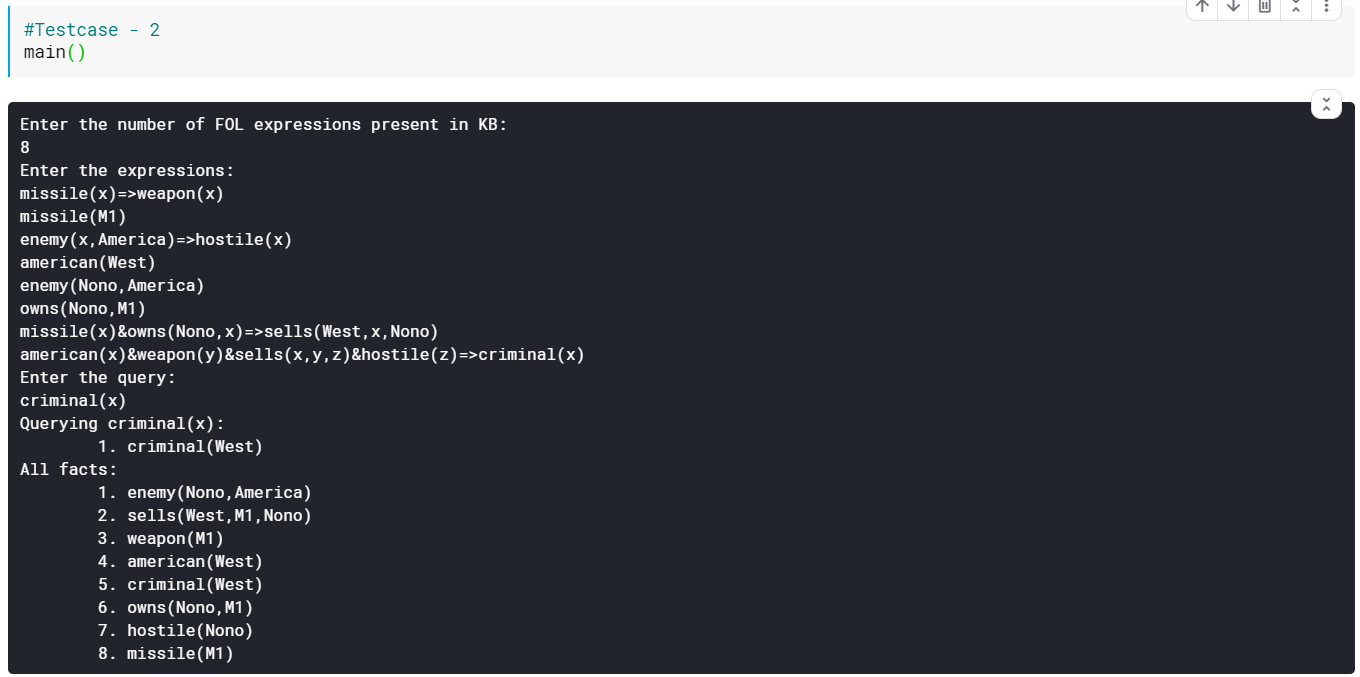 #Testcase - 2
main()
Enter the number of FOL expressions present in KB:
8
Enter the expressions:
missile(x)=>weapon(x)
missile(M1)
enemy(x,America)=>hostile(x)
american(West)
enemy(Nono,America)
owns(Nono,M1)
missile(x)&owns(Nono,x)=>sells(West,x,Nono)
american(x)&weapon(y)&sells(x,y,z)&hostile(z)=>criminal(x)
Enter the query:
criminal(x)
Querying criminal(x):
1. criminal(West)
All facts:
1. enemy(Nono,America)
2. sells(West,M1,Nono)
3. weapon(M1)
4. american(West)
5. criminal(West)
6. owns(Nono,M1)
7. hostile(Nono)
8. missile(M1)